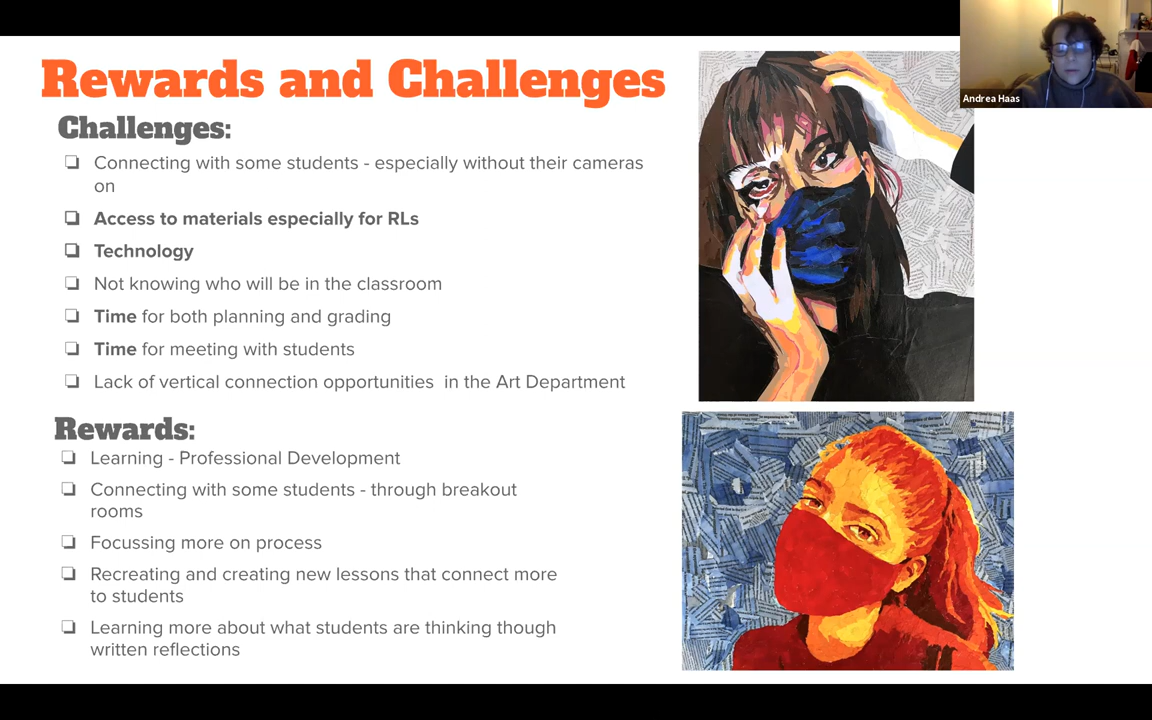 Rewards and Challenges
Andrea Haas
Challenges:
❏ Connecting with some students - especially without their cameras
on
❏ Access to materials especially for RLs
❏ Technology
❏ Not knowing who will be in the classroom
❏ Time for both planning and grading
❏ Time for meeting with students
❏ Lack of vertical connection opportunities  in the Art Department
Rewards:
❏ Learning - Professional Development
❏ Connecting with some students - through breakout
rooms
❏ Focussing more on process
❏ Recreating and creating new lessons that connect more
to students
❏ Learning more about what students are thinking though
written reflections